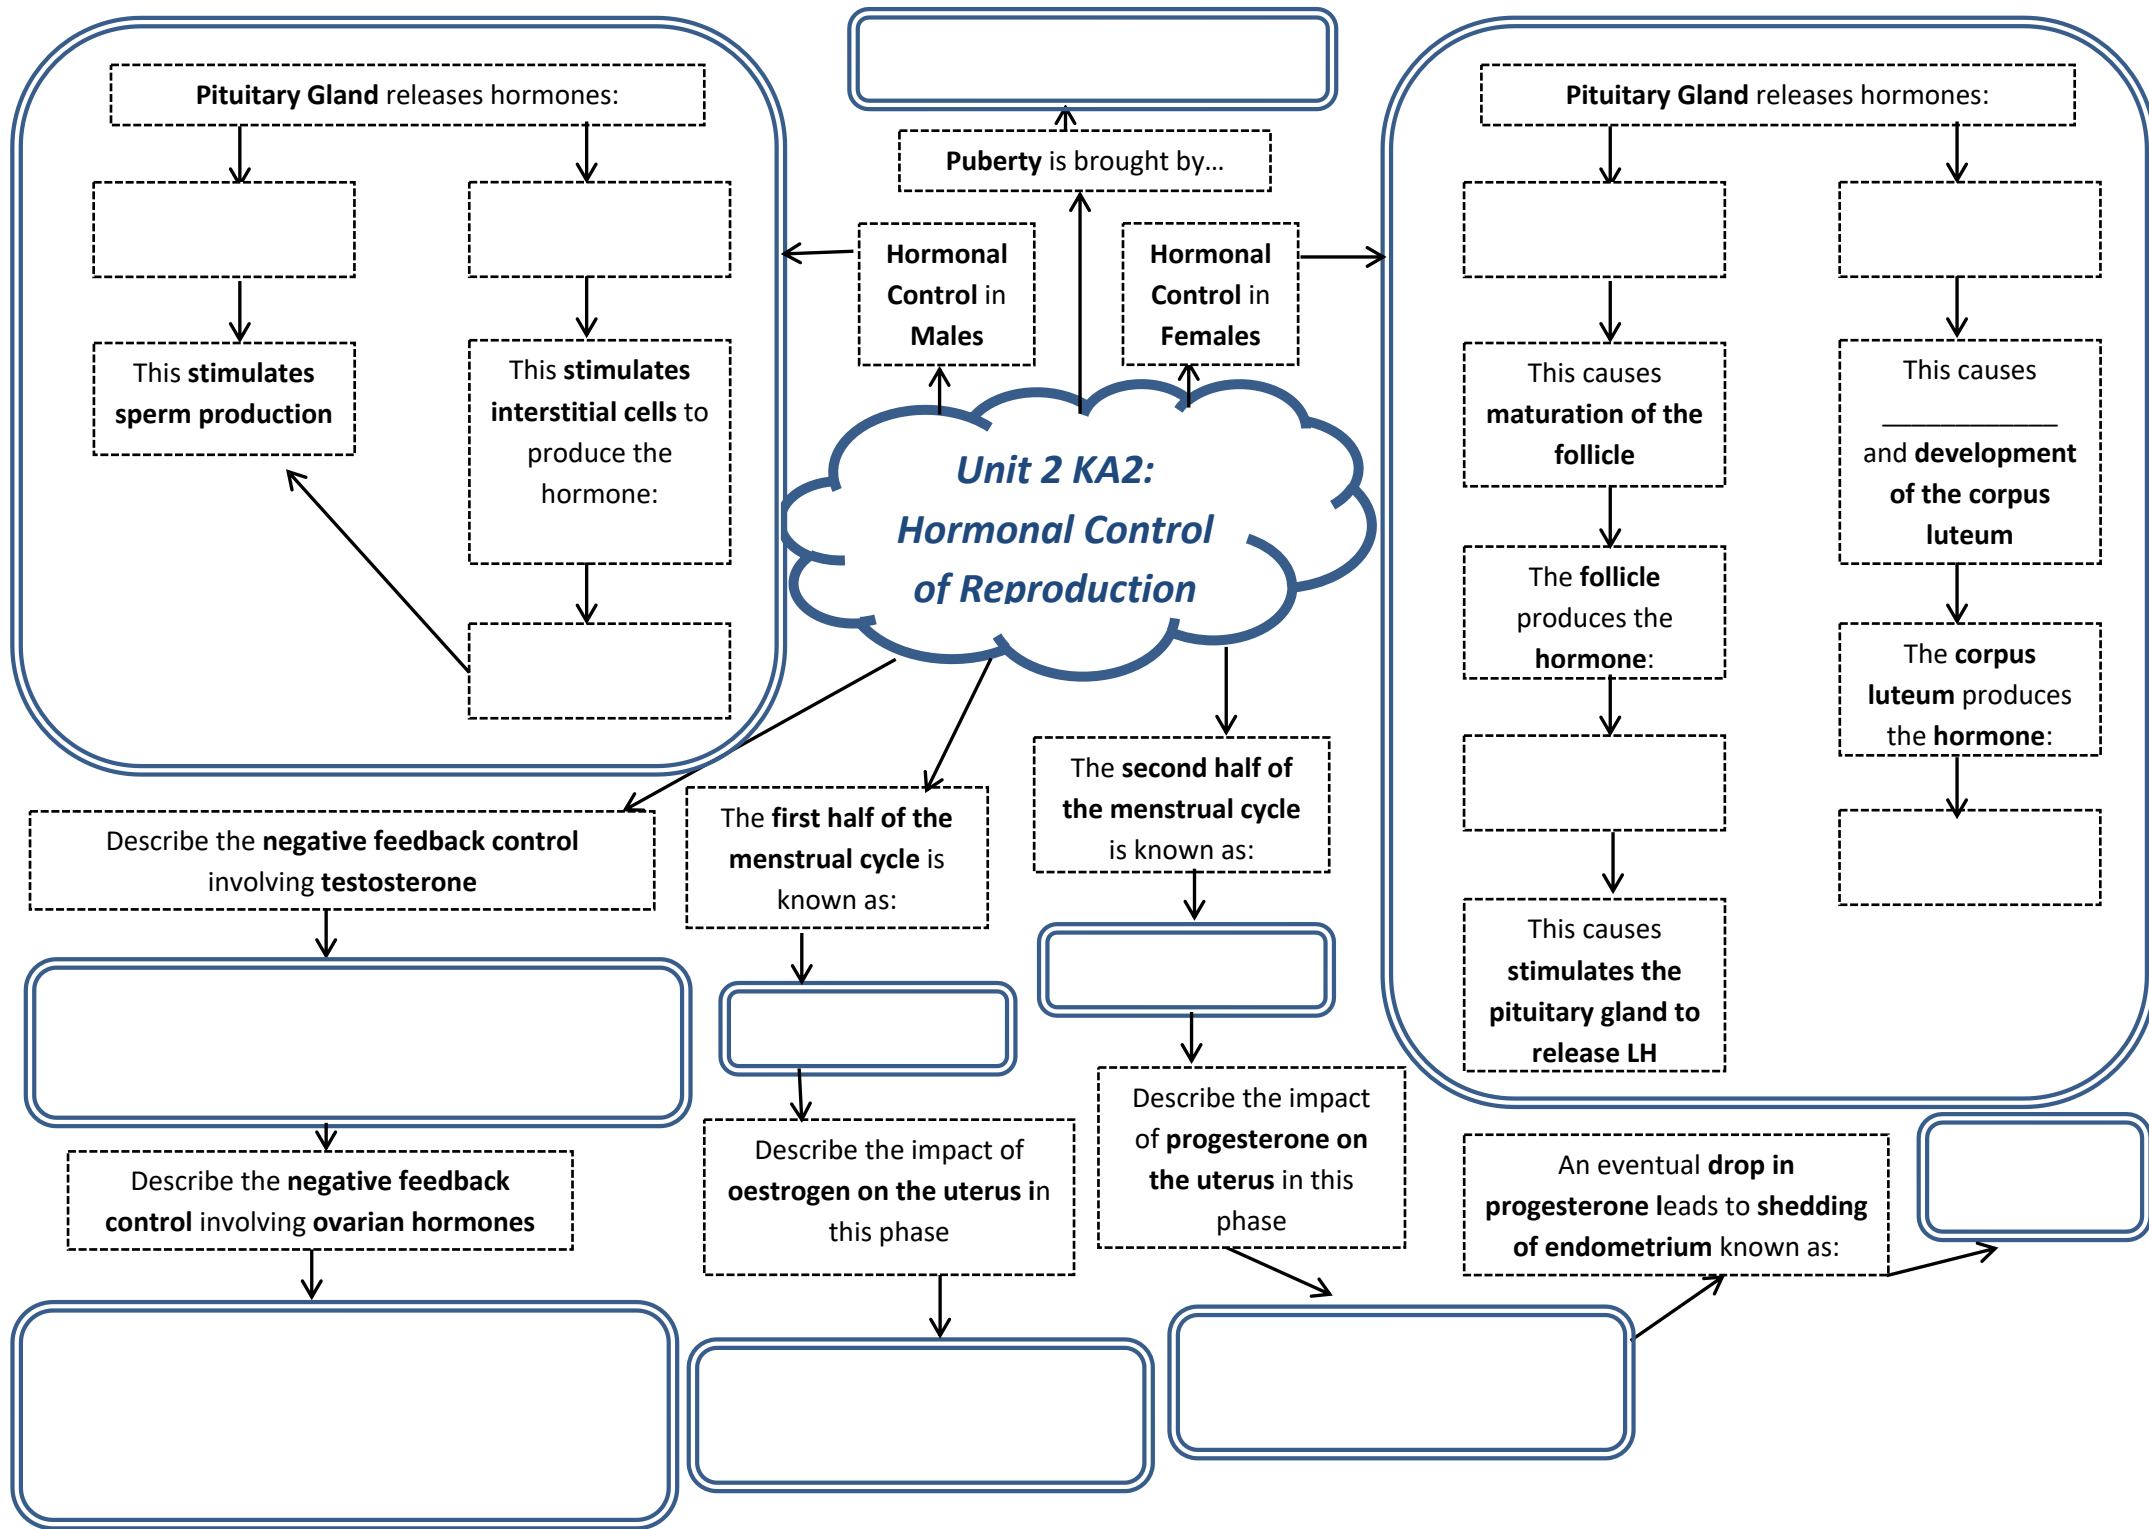 Pituitary Gland releases hormones:
This stimulates
sperm production
This stimulates
interstitial cells to
produce the
hormone:
Puberty is brought by...
Hormonal
Control in
Males
Hormonal
Control in
Females
Unit 2 KA2:
Hormonal Control
of Reproduction
Pituitary Gland releases hormones:
This causes
maturation of the
follicle
The follicle
produces the
hormone:
This causes
stimulates the
pituitary gland to
release LH
This causes
_____________
and development
of the corpus
luteum
The corpus
luteum produces
the hormone:
Describe the negative feedback control
involving testosterone
Describe the negative feedback
control involving ovarian hormones
The first half of the
menstrual cycle is
known as:
Describe the impact of
oestrogen on the uterus in
this phase
The second half of
the menstrual cycle
is known as:
Describe the impact
of progesterone on
the uterus in this
phase
An eventual drop in
progesterone leads to shedding
of endometrium known as: